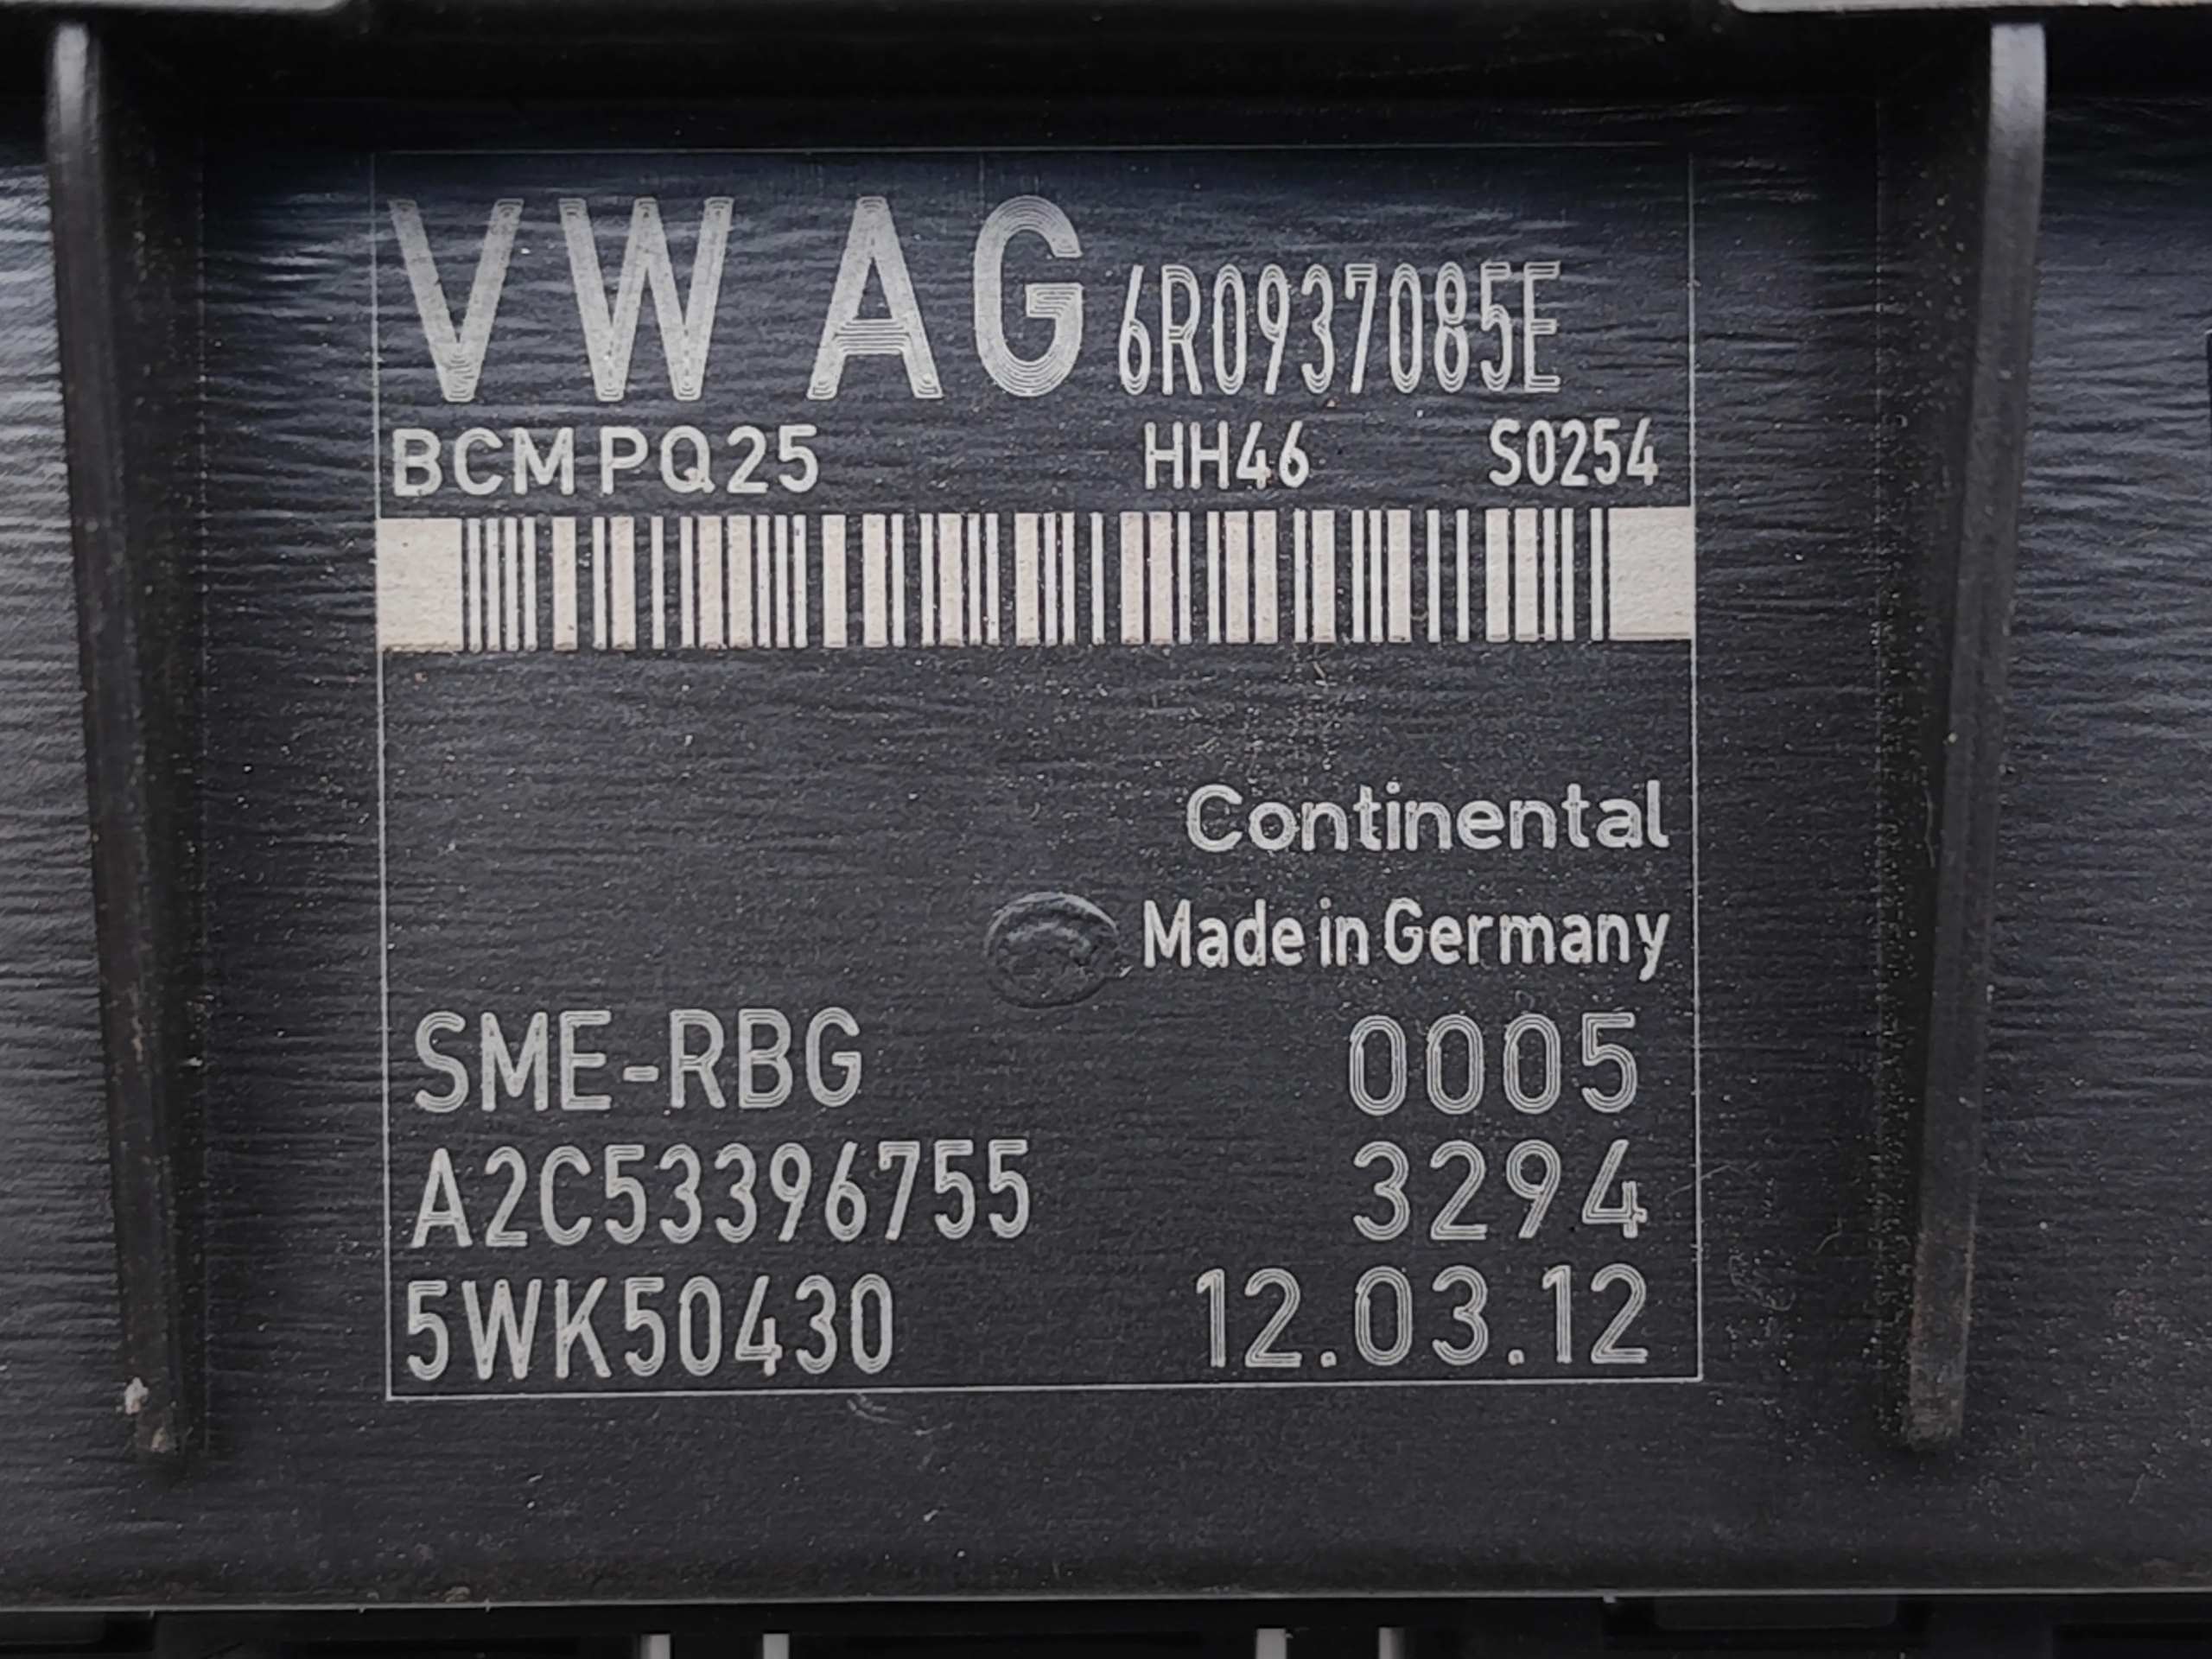 VW AG 6R0937085E
BCM PQ25 HH46 S0254
Continental
Made in Germany
SME-RBG 0005
A2C53396755 3294
5WK50430 12.03.12